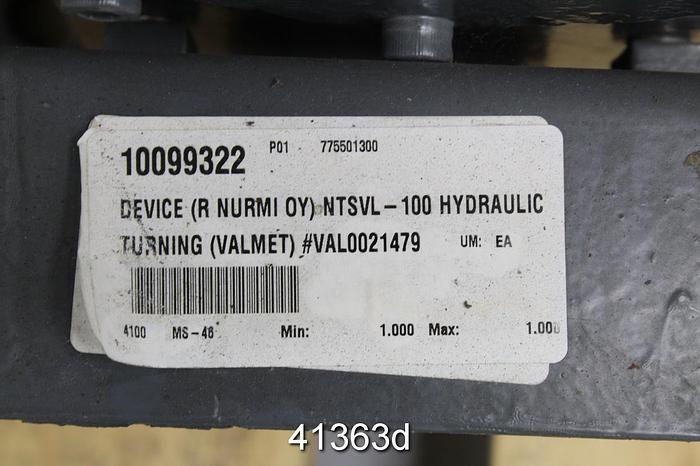 10099322 P01 775501300
DEVICE (R NURMI OY) NTSVL-100 HYDRAULIC
TURNING (VALMET) #VAL0021479 UM: EA
4100 MS-46 Min: 1.000 Max: 1.000
41363d